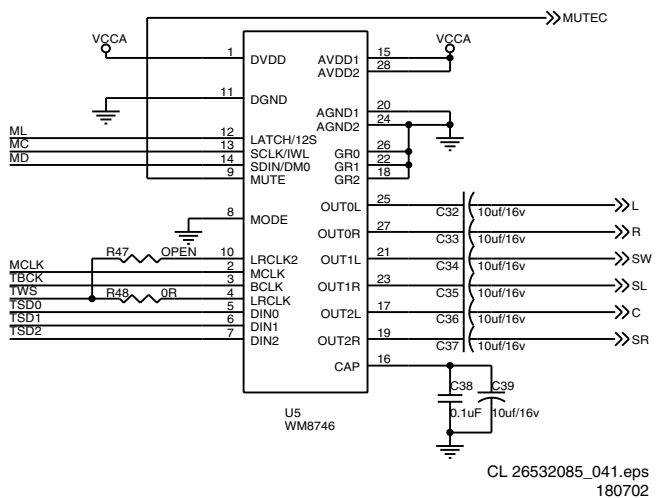 MUTEC
VCCA
VCCA
1 DVDD AVDD1 15
AVDD2 28
11 DGND
AGND1 20
AGND2 24
ML 12 LATCH/12S
MC 13 SCLK/IWL GR0 26
MD 14 SDIN/DM0 GR1 22
9 MUTE GR2 18
OUT0L 25 C32 10uf/16v L
8 MODE
OUT0R 27 C33 10uf/16v R
R47 OPEN 10 LRCLK2 OUT1L 21 C34 10uf/16v SW
MCLK 2 MCLK
TBCK 3 BCLK OUT1R 23 C35 10uf/16v SL
TWS R48 0R 4 LRCLK
TSD0 5 DIN0 OUT2L 17 C36 10uf/16v C
TSD1 6 DIN1
TSD2 7 DIN2 OUT2R 19 C37 10uf/16v SR
CAP 16
C38 C39
0.1uF 10uf/16v
U5
WM8746
CL 26532085_041.eps
180702